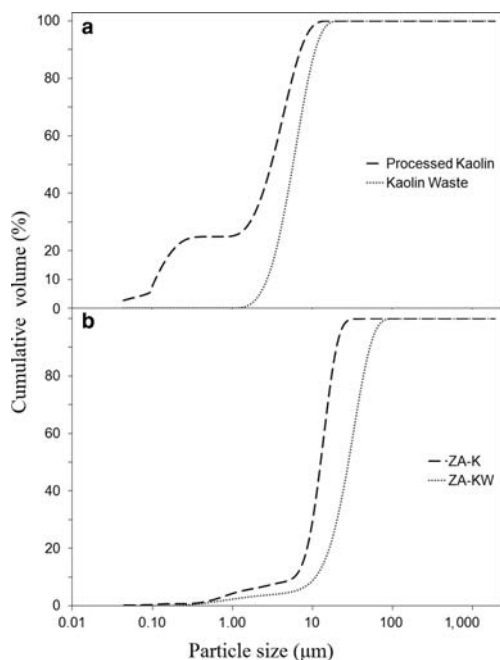 a
100
80
60
40
30
20
10
0
Processed Kaolin
Kaolin Waste
b
80
60
40
20
0
ZA-K
ZA-KW
0.01 0.10 1.00 10 100 1,000
Cumulative volume (%)
Particle size (μm)